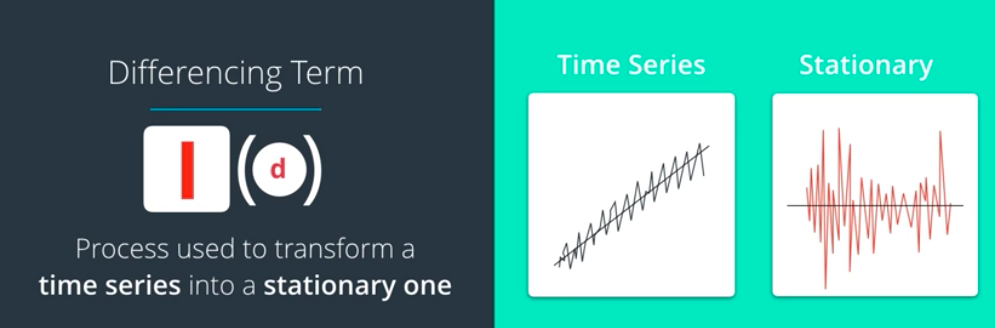 Differencing Term
I (d)
Process used to transform a
time series into a stationary one
Time Series
Stationary